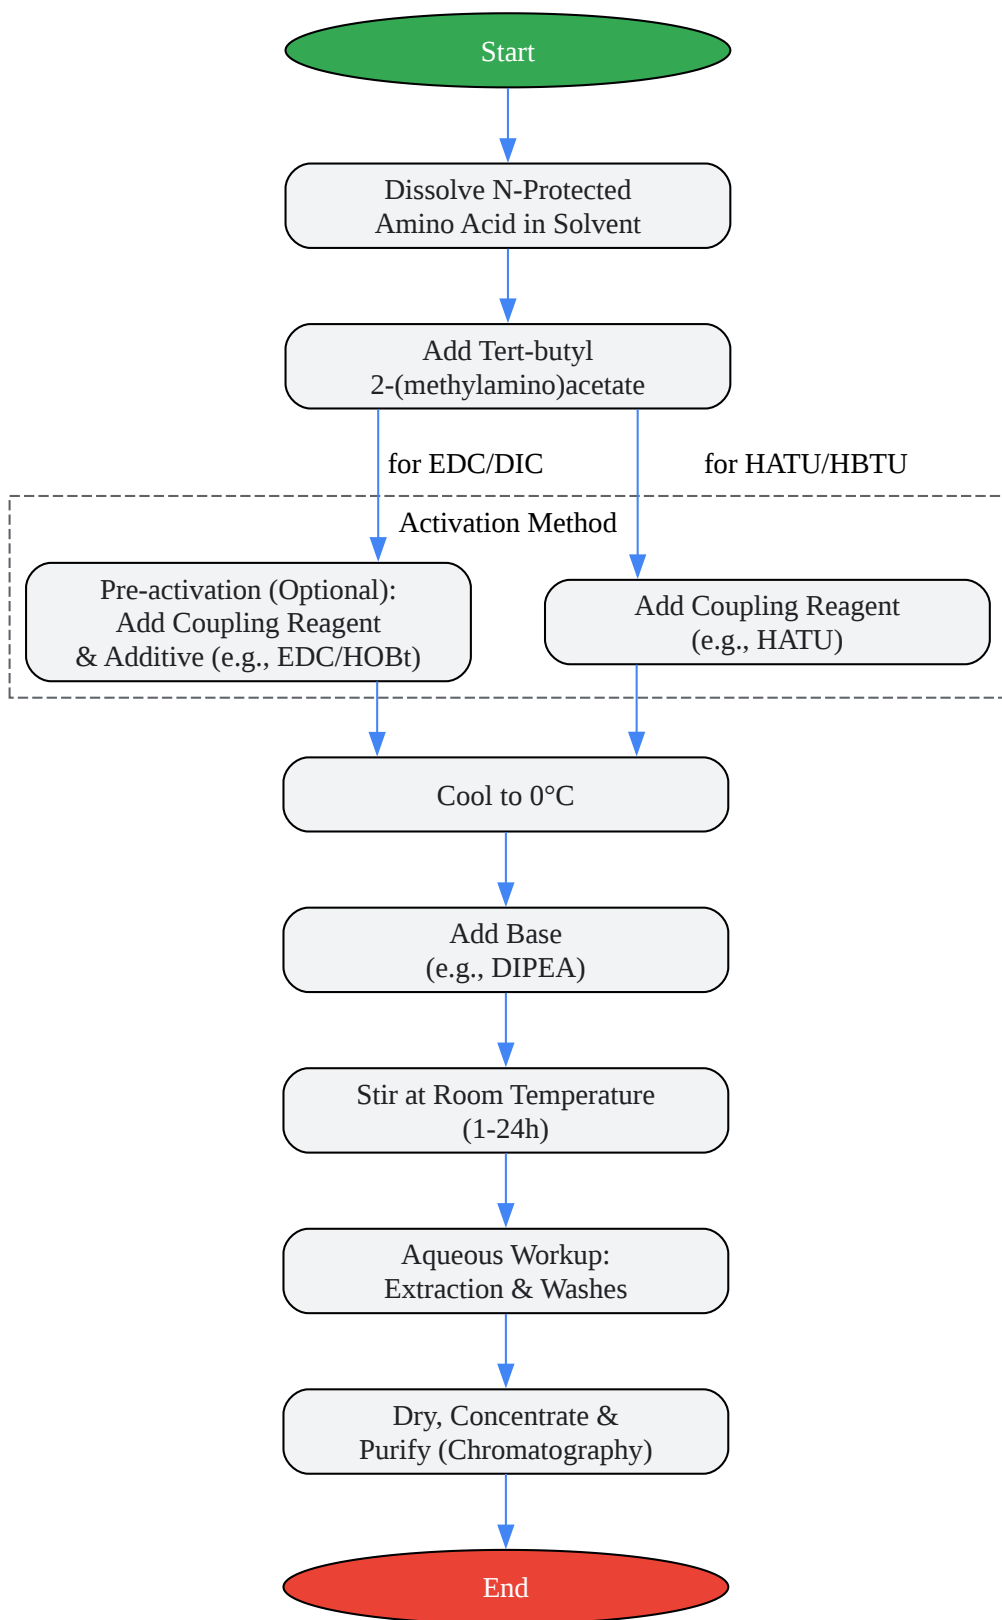 Start
Dissolve N-Protected
Amino Acid in Solvent
Add Tert-butyl
2-(methylamino)acetate
for EDC/DIC
for HATU/HBTU
Activation Method
Pre-activation (Optional):
Add Coupling Reagent
& Additive (e.g., EDC/HOBt)
Add Coupling Reagent
(e.g., HATU)
Cool to 0°C
Add Base
(e.g., DIPEA)
Stir at Room Temperature
(1-24h)
Aqueous Workup:
Extraction & Washes
Dry, Concentrate &
Purify (Chromatography)
End